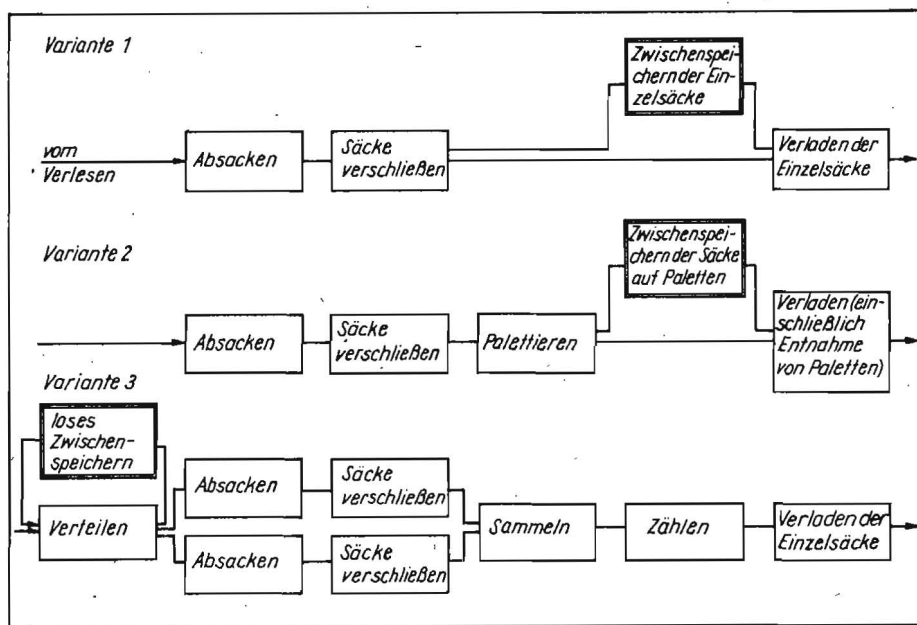 Variante 1
Zwischenspei-
chern der Ein-
zelsäcke
vom
Verlesen
Absacken
Säcke
verschließen
Verladen der
Einzelsäcke
Variante 2
Zwischenspei-
chern der Säcke
auf Paletten
Absacken
Säcke
verschließen
Palettieren
Verladen (ein-
schließlich
Entnahme
von Paletten)
Variante 3
loses
Zwischen-
speichern
Verteilen
Absacken
Säcke
verschließen
Absacken
Säcke
verschließen
Sammeln
Zählen
Verladen der
Einzelsäcke